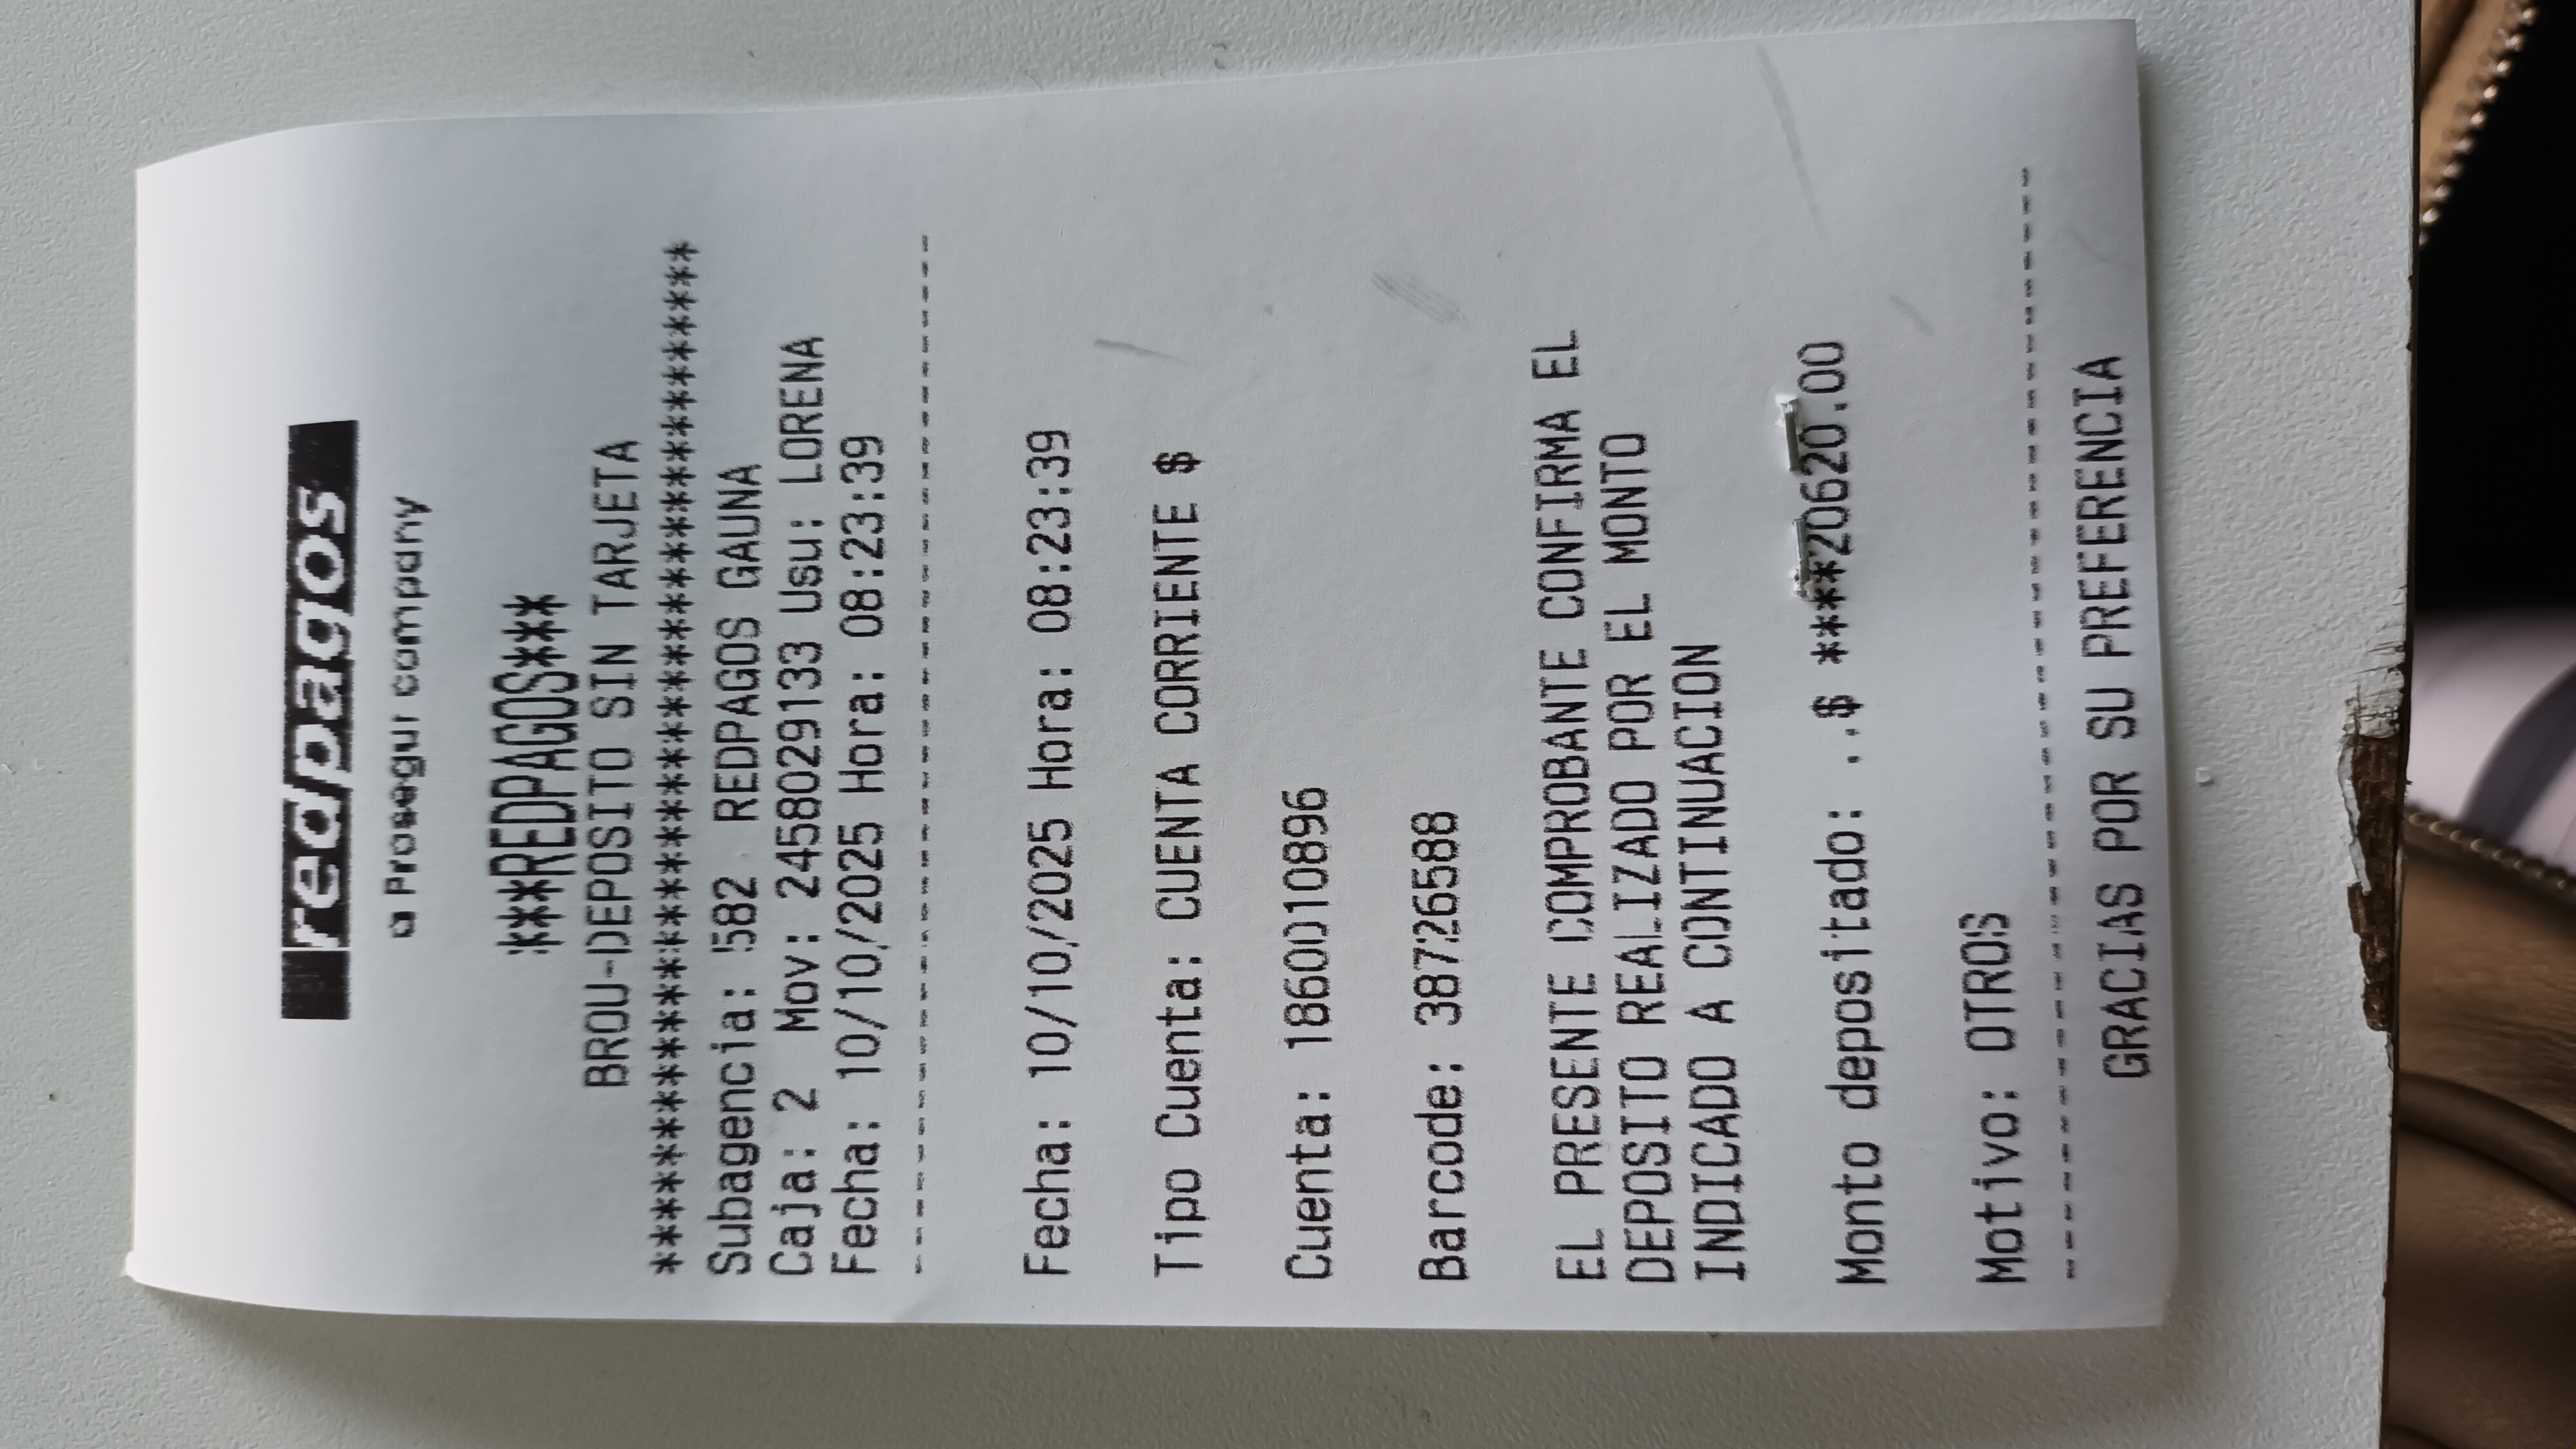 redpagos
a Prosegur company
***REDPAGOS***
BROU-DEPOSITO SIN TARJETA
**************************************
Subagencia: 582 REDPAGOS GAUNA
Caja: 2 Mov: 2458029133 Usu: LORENA
Fecha: 10/10/2025 Hora: 08:23:39
----------------------------------------
Fecha: 10/10/2025 Hora: 08:23:39
Tipo Cuenta: CUENTA CORRIENTE $
Cuenta: 1860010896
Barcode: 38726588
EL PRESENTE COMPROBANTE CONFIRMA EL
DEPOSITO REALIZADO POR EL MONTO
INDICADO A CONTINUACION
Monto depositado: ..$ ****20620.00
Motivo: OTROS
----------------------------------------
GRACIAS POR SU PREFERENCIA